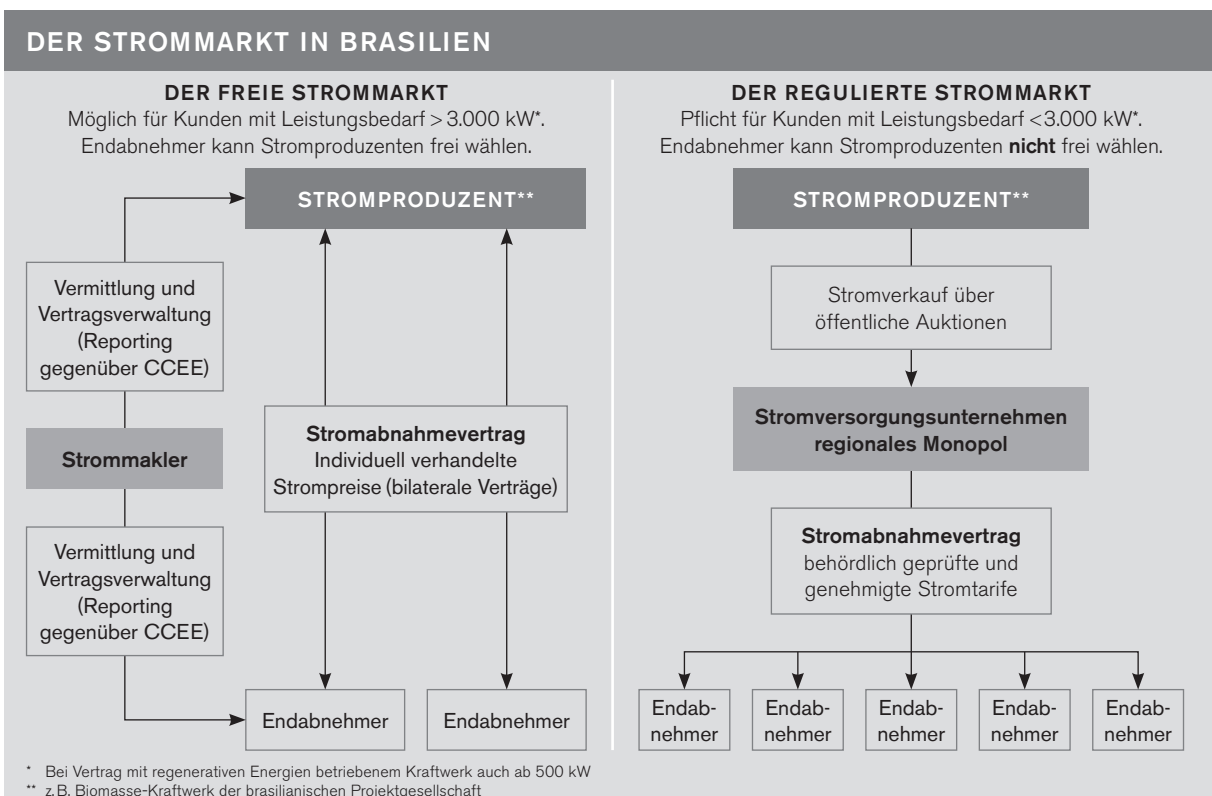 DER STROMMARKT IN BRASILIEN
DER FREIE STROMMARKT
Möglich für Kunden mit Leistungsbedarf > 3.000 kW*.
Endabnehmer kann Stromproduzenten frei wählen.
STROMPRODUZENT**
Vermittlung und
Vertragsverwaltung
(Reporting
gegenüber CCEE)
Strommakler
Vermittlung und
Vertragsverwaltung
(Reporting
gegenüber CCEE)
Stromabnahmevertrag
Individuell verhandelte
Strompreise (bilaterale Verträge)
Endabnehmer
Endabnehmer
DER REGULIERTE STROMMARKT
Pflicht für Kunden mit Leistungsbedarf <3.000 kW*.
Endabnehmer kann Stromproduzenten nicht frei wählen.
STROMPRODUZENT**
Stromverkauf über
öffentliche Auktionen
Stromversorgungsunternehmen
regionales Monopol
Stromabnahmevertrag
behördlich geprüfte und
genehmigte Stromtarife
Endab-
nehmer
Endab-
nehmer
Endab-
nehmer
Endab-
nehmer
Endab-
nehmer
* Bei Vertrag mit regenerativen Energien betriebenem Kraftwerk auch ab 500 kW
** z.B. Biomasse-Kraftwerk der brasilianischen Projektgesellschaft